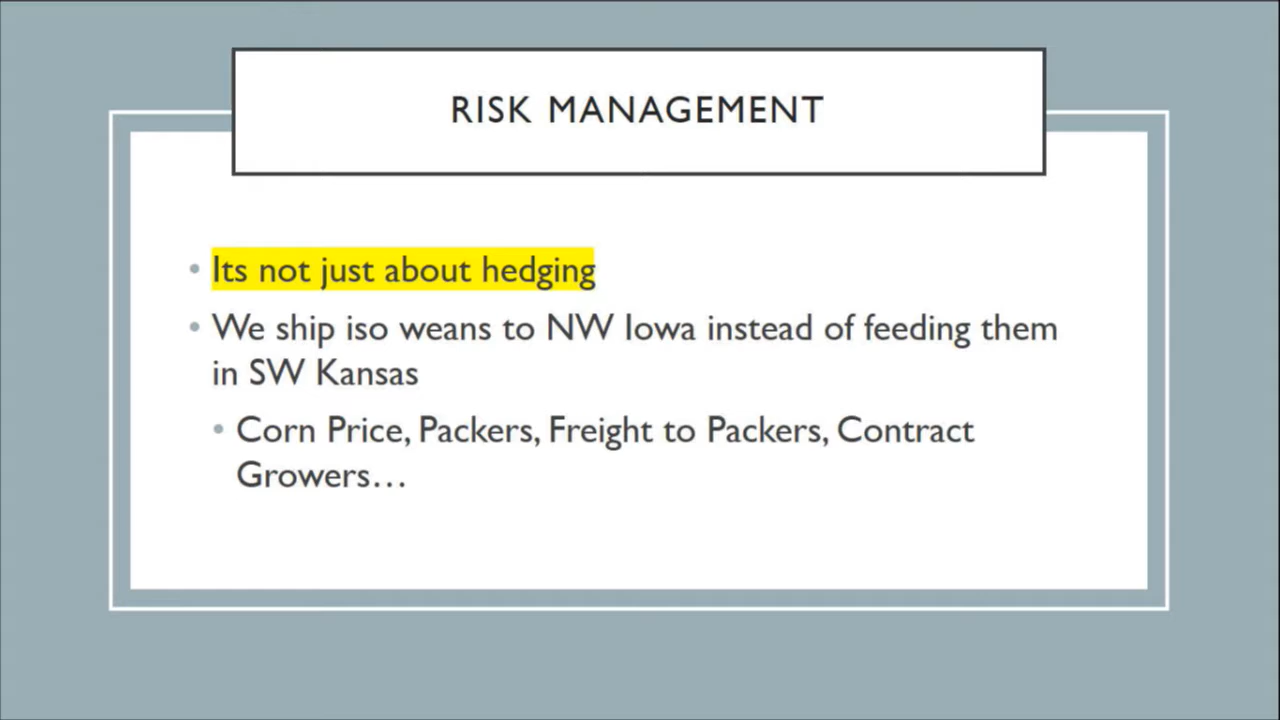 RISK MANAGEMENT
• Its not just about hedging
• We ship iso weans to NW Iowa instead of feeding them
in SW Kansas
• Corn Price, Packers, Freight to Packers, Contract
Growers…